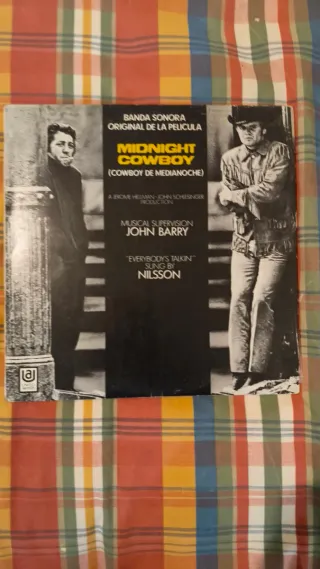 BANDA SONORA
ORIGINAL DE LA PELICULA
MIDNIGHT
COWBOY
(COWBOY DE MEDIANOCHE)
A JEROME HELLMAN-JOHN SCHLESINGER
PRODUCTION
MUSICAL SUPERVISION
JOHN BARRY
"EVERYBODY'S TALKIN'"
SUNG BY
NILSSON